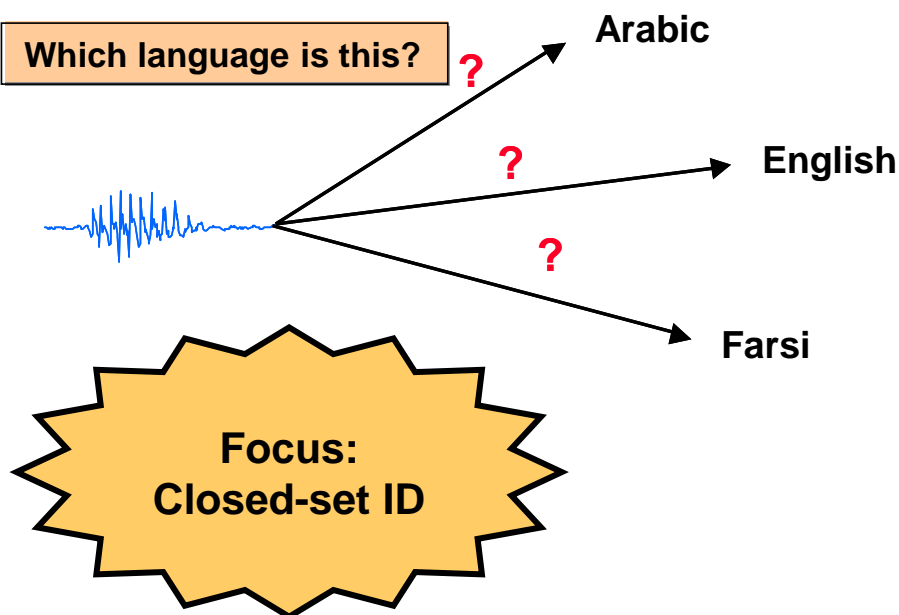 Which language is this?
Arabic
?
English
?
?
Farsi
Focus:
Closed-set ID